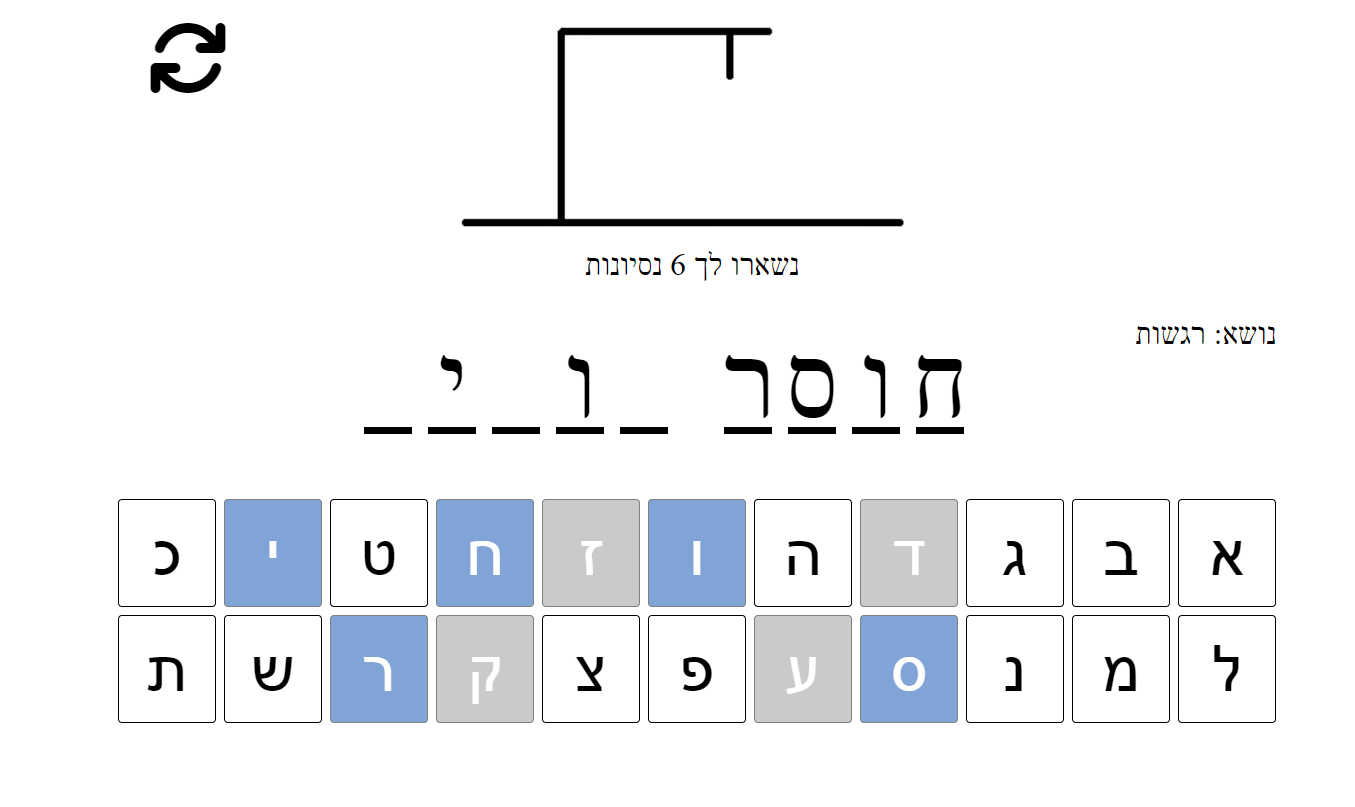 נשארו לך 6 נסיונות
נושא: רגשות
חוסר _ו_י_
א ב ג ד ה ו ז ח ט י כ
ל מ נ ס ע פ צ ק ר ש ת